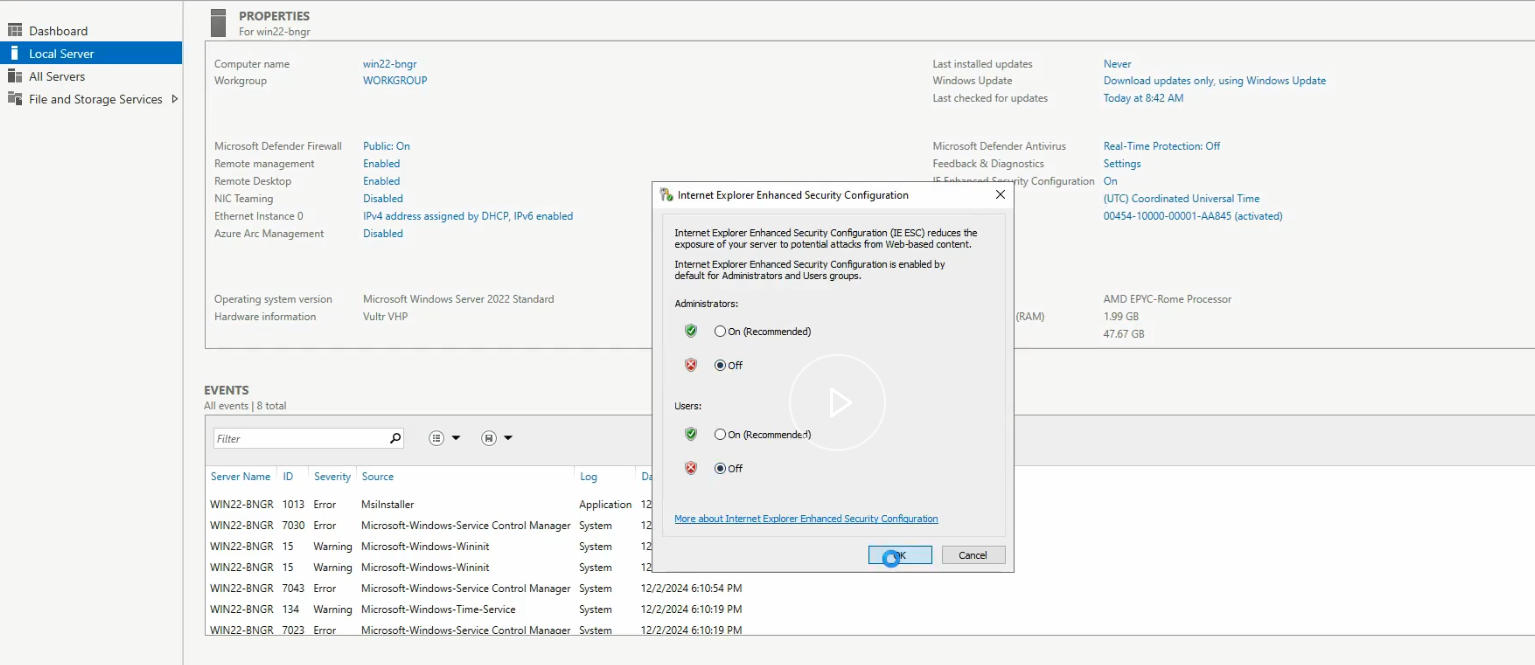 Dashboard
Local Server
All Servers
File and Storage Services
PROPERTIES
For win22-bngr
Computer name win22-bngr
Workgroup WORKGROUP
Last installed updates Never
Windows Update Download updates only, using Windows Update
Last checked for updates Today at 8:42 AM
Microsoft Defender Firewall Public: On
Remote management Enabled
Remote Desktop Enabled
NIC Teaming Disabled
Ethernet Instance 0 IPv4 address assigned by DHCP, IPv6 enabled
Azure Arc Management Disabled
Microsoft Defender Antivirus Real-Time Protection: Off
Feedback & Diagnostics Settings
IE Enhanced Security Configuration On
(UTC) Coordinated Universal Time
00454-10000-00001-AA845 (activated)
Operating system version Microsoft Windows Server 2022 Standard
Hardware information Vultr VHP
AMD EPYC-Rome Processor
(RAM) 1.99 GB
47.67 GB
Internet Explorer Enhanced Security Configuration
Internet Explorer Enhanced Security Configuration (IE ESC) reduces the
exposure of your server to potential attacks from Web-based content.
Internet Explorer Enhanced Security Configuration is enabled by
default for Administrators and Users groups.
Administrators:
On (Recommended)
Off
Users:
On (Recommended)
Off
More about Internet Explorer Enhanced Security Configuration
OK Cancel
EVENTS
All events | 8 total
Filter
Server Name ID Severity Source Log Da
WIN22-BNGR 1013 Error MsiInstaller Application 12
WIN22-BNGR 7030 Error Microsoft-Windows-Service Control Manager System 12
WIN22-BNGR 15 Warning Microsoft-Windows-Wininit System 12
WIN22-BNGR 15 Warning Microsoft-Windows-Wininit System 12
WIN22-BNGR 7043 Error Microsoft-Windows-Service Control Manager System 12/2/2024 6:10:54 PM
WIN22-BNGR 134 Warning Microsoft-Windows-Time-Service System 12/2/2024 6:10:19 PM
WIN22-BNGR 7023 Error Microsoft-Windows-Service Control Manager System 12/2/2024 6:10:19 PM